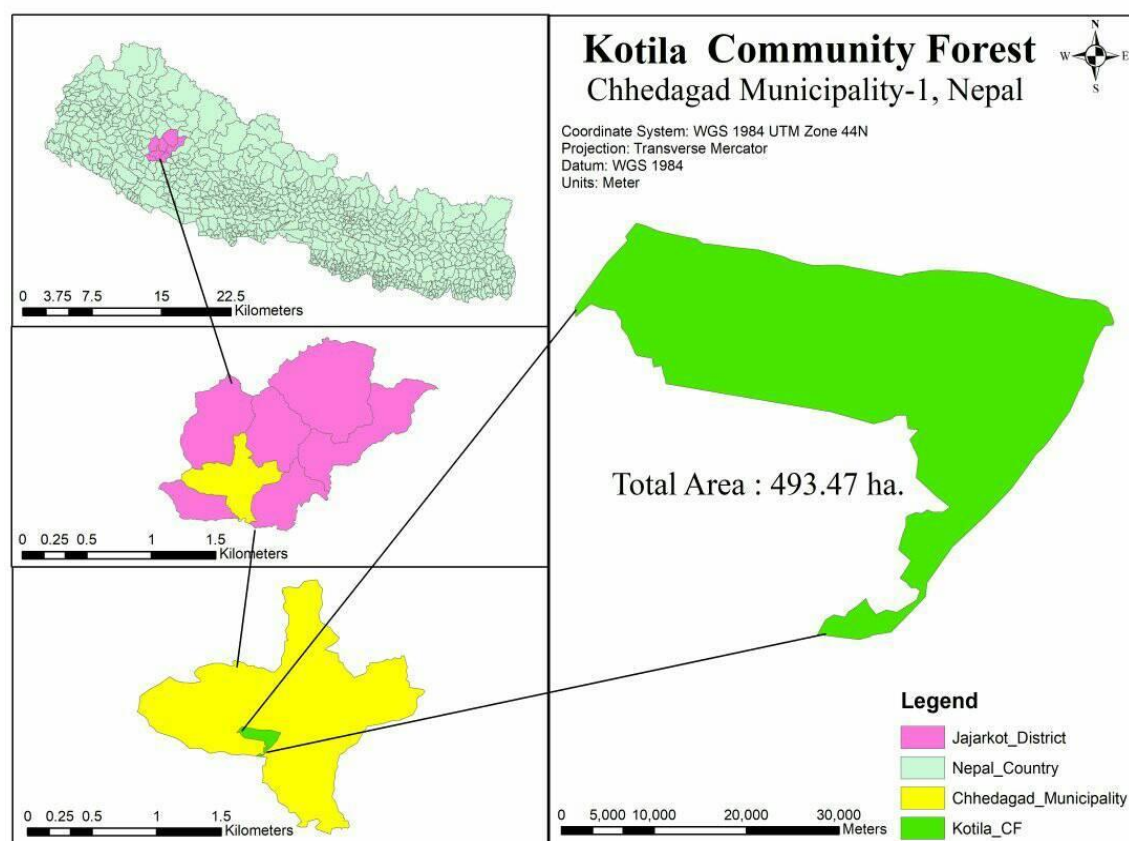 Kotila Community Forest
Chhedagad Municipality-1, Nepal
N
W E
S
Coordinate System: WGS 1984 UTM Zone 44N
Projection: Transverse Mercator
Datum: WGS 1984
Units: Meter
0 3.75 7.5 15 22.5
Kilometers
0 0.25 0.5 1 1.5
Kilometers
0 0.25 0.5 1 1.5
Kilometers
Total Area : 493.47 ha.
Legend
Jajarkot_District
Nepal_Country
Chhedagad_Municipality
Kotila_CF
0 5,000 10,000 20,000 30,000
Meters